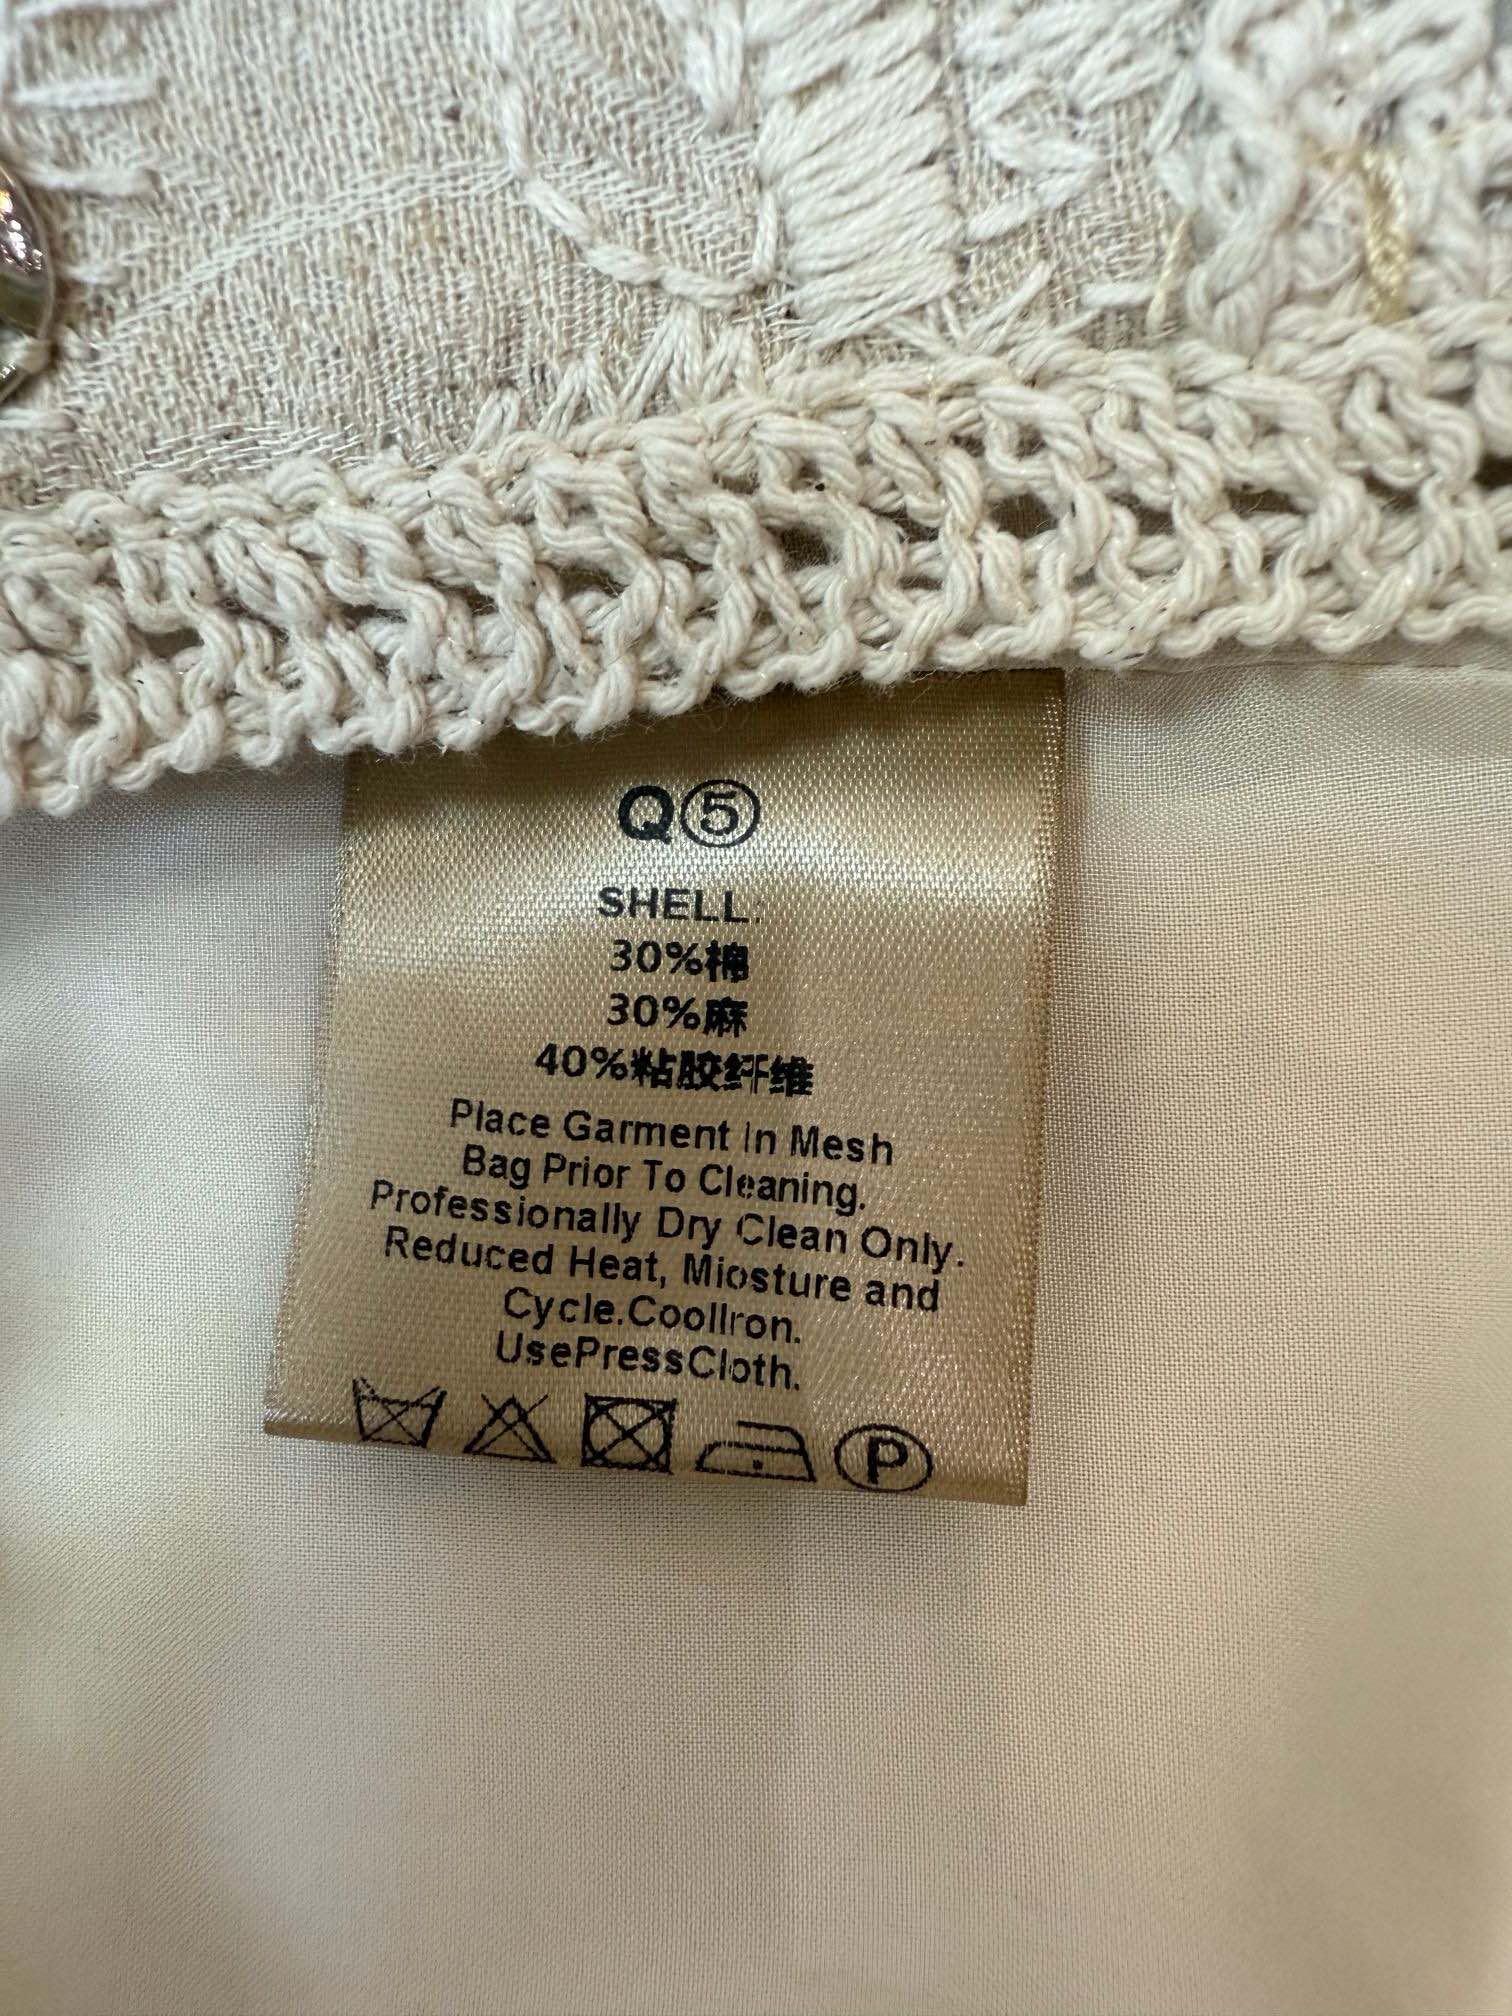 Q⑤
SHELL:
30%棉
30%麻
40%粘胶纤维
Place Garment In Mesh
Bag Prior To Cleaning.
Professionally Dry Clean Only.
Reduced Heat, Miosture and
Cycle.CoolIron.
UsePressCloth.
P